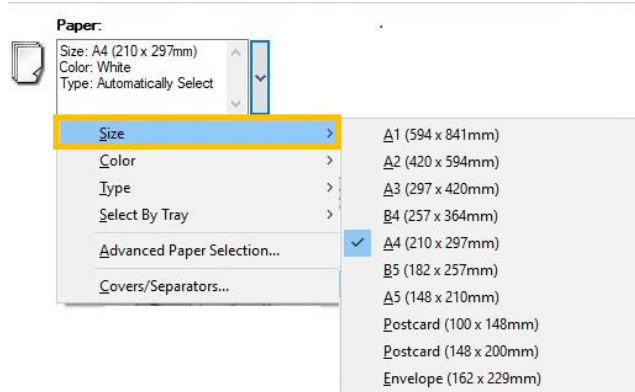 Paper:
Size: A4 (210 x 297mm)
Color: White
Type: Automatically Select
Size
Color
Type
Select By Tray
Advanced Paper Selection...
Covers/Separators...
A1 (594 x 841mm)
A2 (420 x 594mm)
A3 (297 x 420mm)
B4 (257 x 364mm)
A4 (210 x 297mm)
B5 (182 x 257mm)
A5 (148 x 210mm)
Postcard (100 x 148mm)
Postcard (148 x 200mm)
Envelope (162 x 229mm)